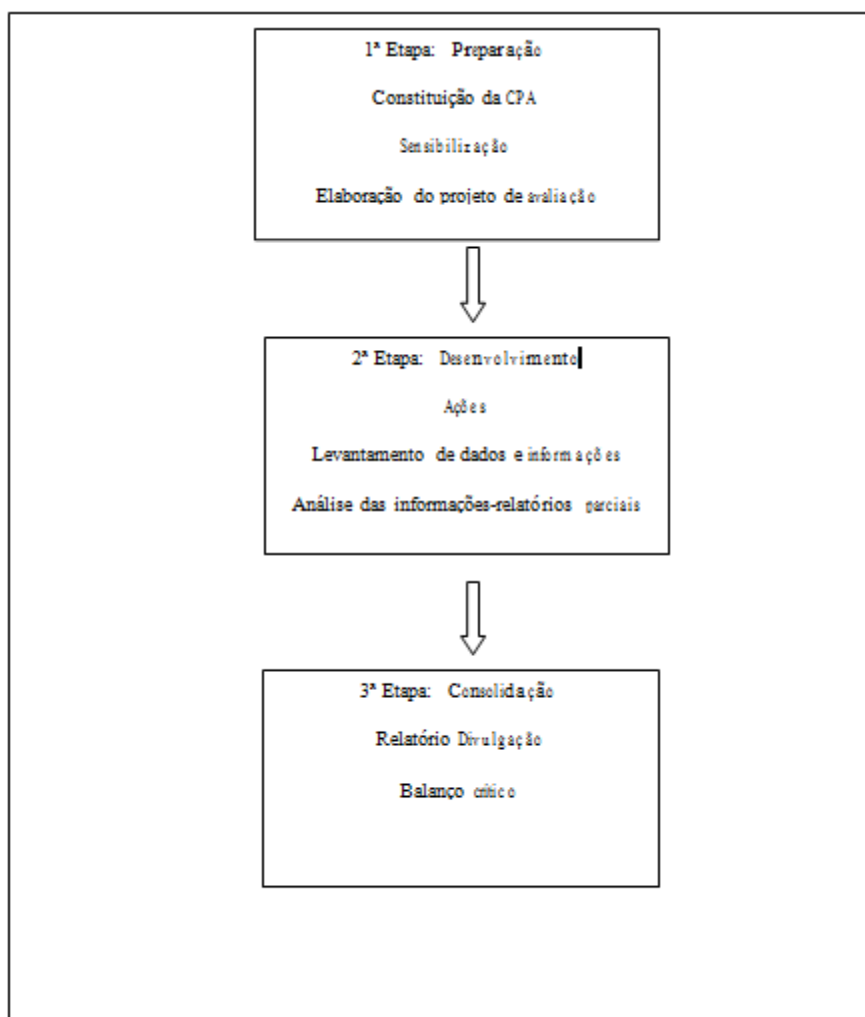 1ª Etapa: Preparação
Constituição da CPA
Sensibilização
Elaboração do projeto de avaliação
2ª Etapa: Desenvolvimento
Ações
Levantamento de dados e informações
Análise das informações-relatórios parciais
3ª Etapa: Consolidação
Relatório Divulgação
Balanço crítico